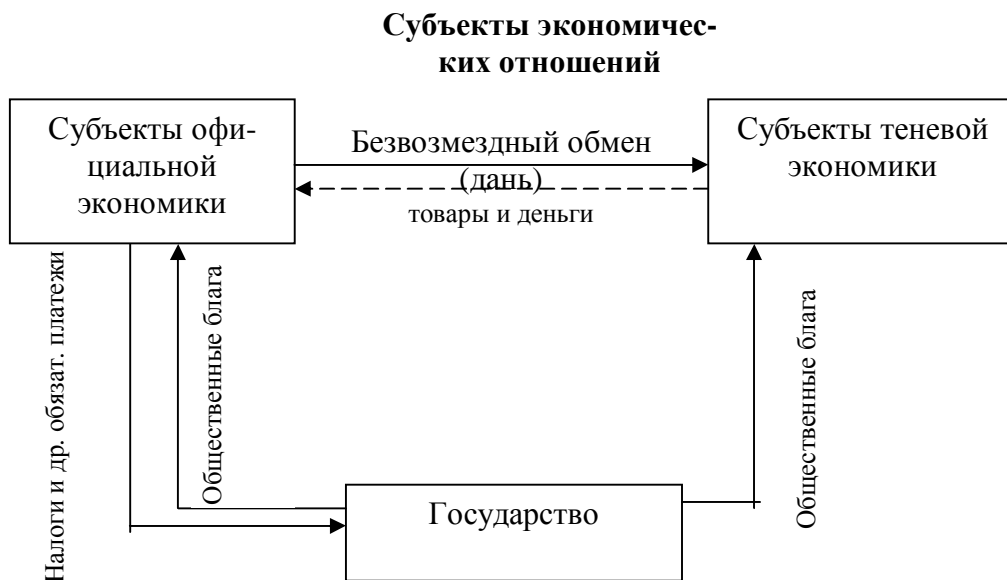 Субъекты экономичес-
ких отношений
Субъекты офи-
циальной
экономики
Безвозмездный обмен
(дань)
товары и деньги
Субъекты теневой
экономики
Налоги и др. обязат. платежи
Общественные блага
Общественные блага
Государство